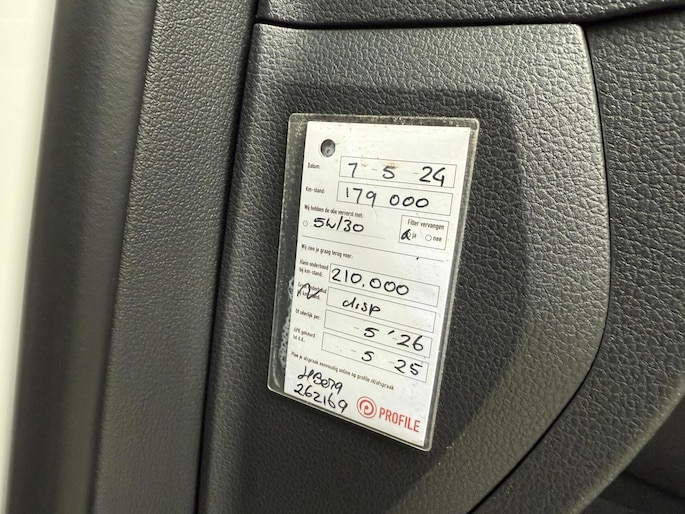 Datum: 7 - 5 - 24
Km-stand: 179 000
Wij hebben de olie ververst met:
5W/30
Filter vervangen
ja nee
Wij zien je graag terug voor:
Klein onderhoud
bij km-stand: 210.000
disp
Of uiterlijk per: - 5 '26
APK gekeurd
t/m d.d.: - 5 25
Plan je afspraak eenvoudig online op profile.nl/afspraak
262169
PROFILE